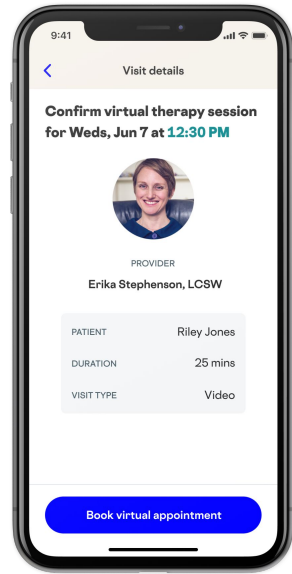 9:41
Visit details
Confirm virtual therapy session
for Weds, Jun 7 at 12:30 PM
PROVIDER
Erika Stephenson, LCSW
PATIENT Riley Jones
DURATION 25 mins
VISIT TYPE Video
Book virtual appointment